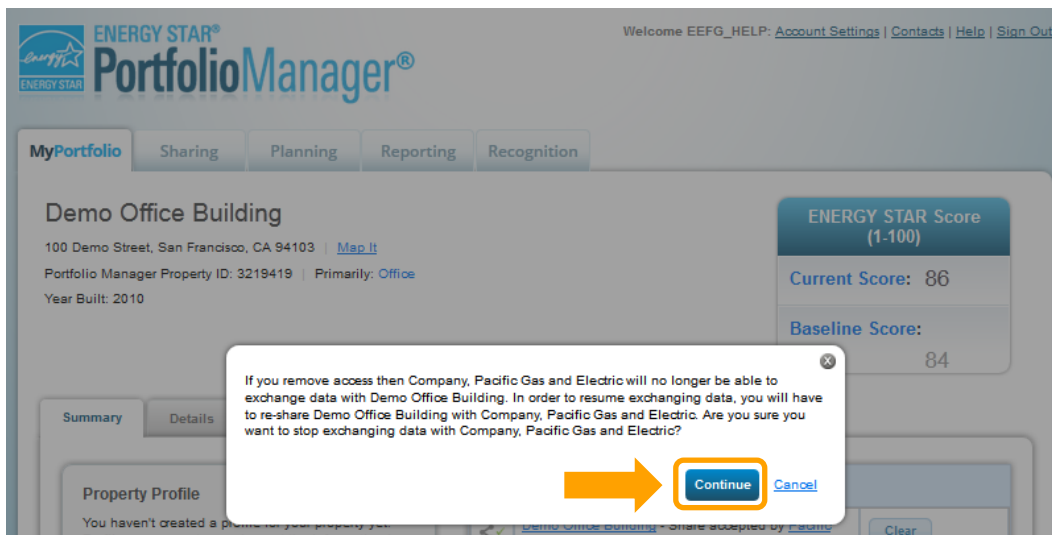 ENERGY STAR®
PortfolioManager®
energy
ENERGY STAR
Welcome EEFG_HELP: Account Settings | Contacts | Help | Sign Out
MyPortfolio
Sharing
Planning
Reporting
Recognition
Demo Office Building
100 Demo Street, San Francisco, CA 94103 | Map It
Portfolio Manager Property ID: 3219419 | Primarily: Office
Year Built: 2010
ENERGY STAR Score
(1-100)
Current Score: 86
Baseline Score:
84
If you remove access then Company, Pacific Gas and Electric will no longer be able to
exchange data with Demo Office Building. In order to resume exchanging data, you will have
to re-share Demo Office Building with Company, Pacific Gas and Electric. Are you sure you
want to stop exchanging data with Company, Pacific Gas and Electric?
Continue
Cancel
Summary
Details
Property Profile
You haven't created a profile for your property yet.
Demo Office Building - Share accepted by Pacific
Clear